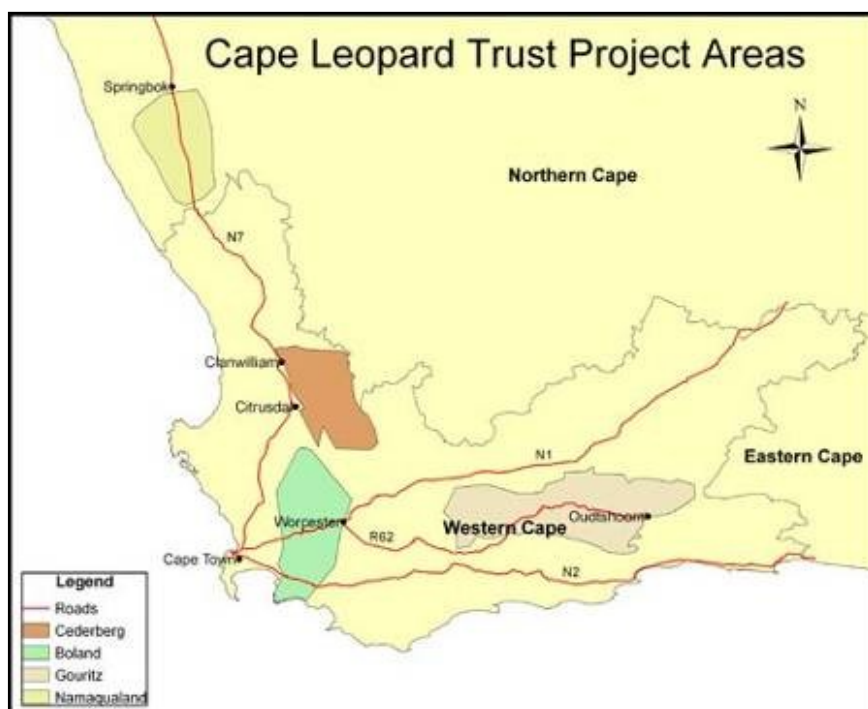 Cape Leopard Trust Project Areas
Springbok
N
Northern Cape
N7
Clanwilliam
Citrusdal
N1
Eastern Cape
Worcester
R62
Western Cape
Oudtshoorn
Cape Town
N2
Legend
Roads
Cederberg
Boland
Gouritz
Namaqualand